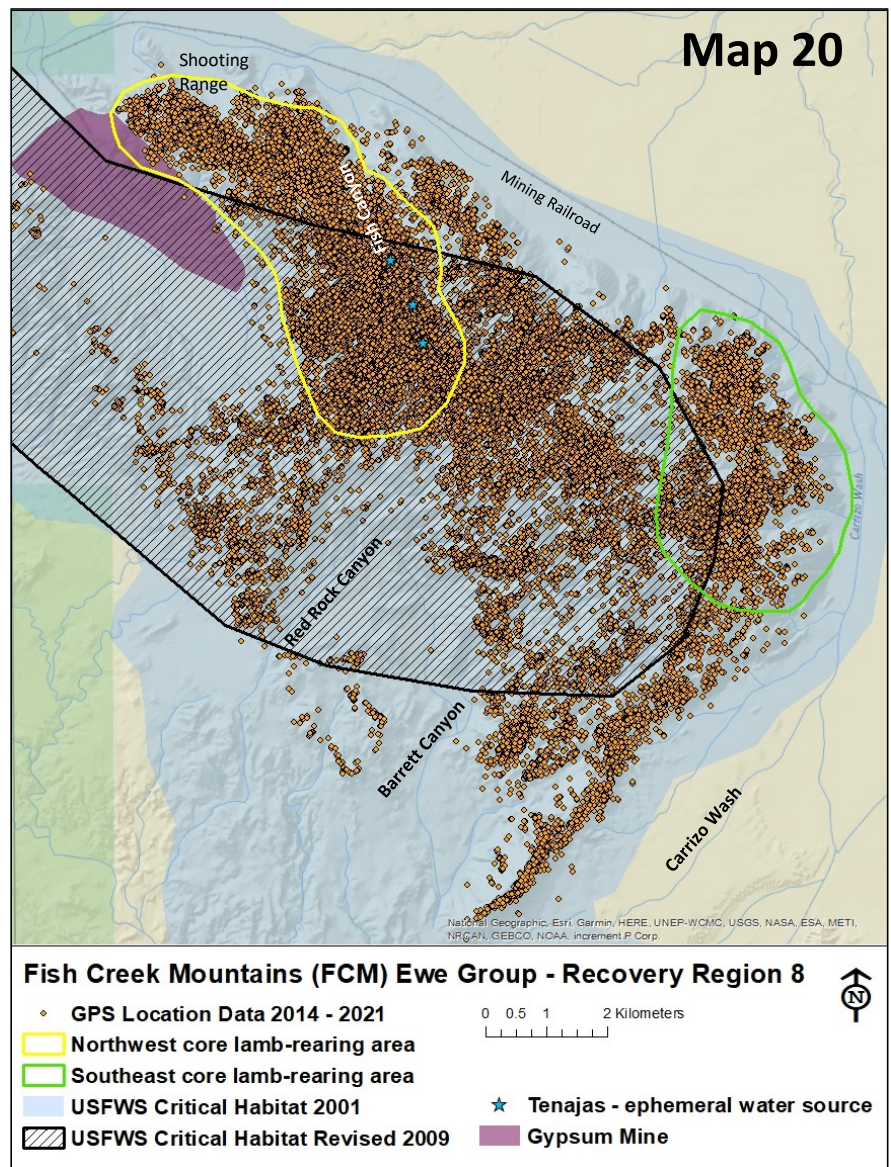 Map 20
Shooting
Range
Fish Canyon
Mining Railroad
Carrizo Wash
Red Rock Canyon
Barrett Canyon
Carrizo Wash
National Geographic, Esri, Garmin, HERE, UNEP-WCMC, USGS, NASA, ESA, METI,
NRCAN, GEBCO, NOAA, increment P Corp.
Fish Creek Mountains (FCM) Ewe Group - Recovery Region 8
N
GPS Location Data 2014 - 2021
0 0.5 1 2 Kilometers
Northwest core lamb-rearing area
Southeast core lamb-rearing area
USFWS Critical Habitat 2001
Tenajas - ephemeral water source
USFWS Critical Habitat Revised 2009
Gypsum Mine